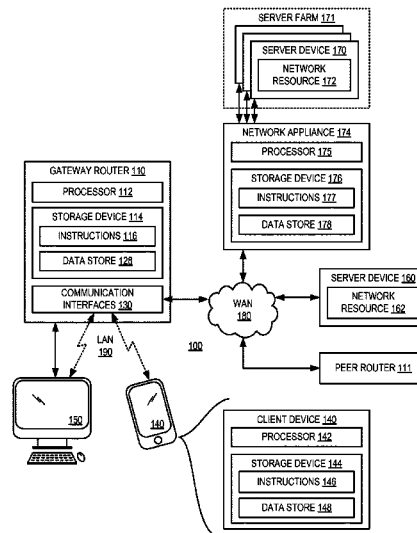 SERVER FARM 171
SERVER DEVICE 170
NETWORK
RESOURCE 172
NETWORK APPLIANCE 174
PROCESSOR 175
STORAGE DEVICE 176
INSTRUCTIONS 177
DATA STORE 178
GATEWAY ROUTER 110
PROCESSOR 112
STORAGE DEVICE 114
INSTRUCTIONS 116
DATA STORE 128
COMMUNICATION
INTERFACES 130
WAN
180
SERVER DEVICE 160
NETWORK
RESOURCE 162
LAN
190
100
PEER ROUTER 111
150
140
CLIENT DEVICE 140
PROCESSOR 142
STORAGE DEVICE 144
INSTRUCTIONS 146
DATA STORE 148